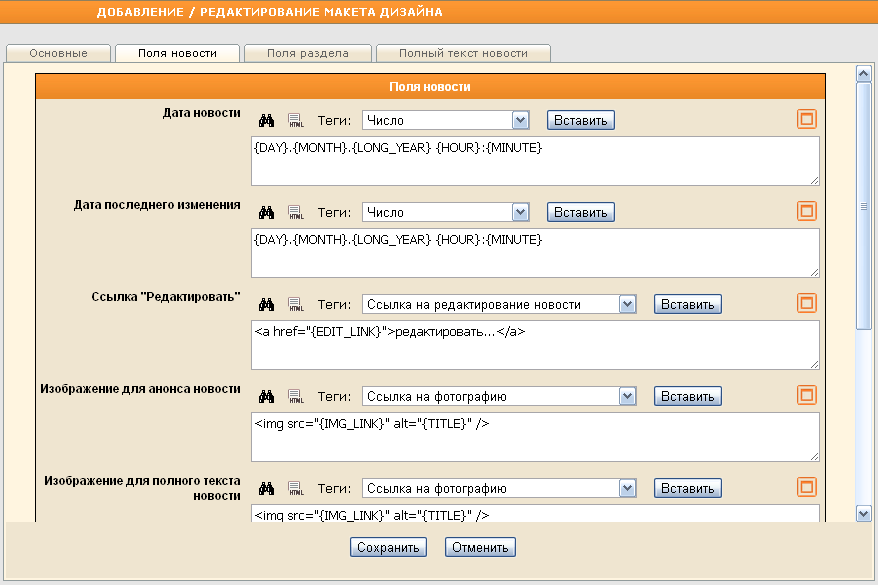 ДОБАВЛЕНИЕ / РЕДАКТИРОВАНИЕ МАКЕТА ДИЗАЙНА
Основные Поля новости Поля раздела Полный текст новости
Поля новости
Дата новости HTML Теги: Число Вставить
{DAY}.{MONTH}.{LONG_YEAR} {HOUR}:{MINUTE}
Дата последнего изменения HTML Теги: Число Вставить
{DAY}.{MONTH}.{LONG_YEAR} {HOUR}:{MINUTE}
Ссылка "Редактировать" HTML Теги: Ссылка на редактирование новости Вставить
<a href="{EDIT_LINK}">редактировать...</a>
Изображение для анонса новости HTML Теги: Ссылка на фотографию Вставить
<img src="{IMG_LINK}" alt="{TITLE}" />
Изображение для полного текста
новости HTML Теги: Ссылка на фотографию Вставить
<img src="{IMG_LINK}" alt="{TITLE}" />
Сохранить Отменить